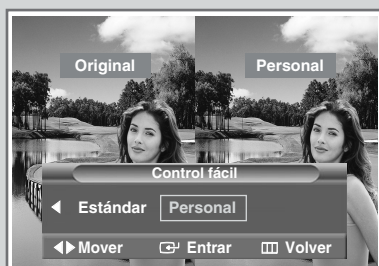 Original Personal
Control fácil
Estándar Personal
Mover Entrar Volver